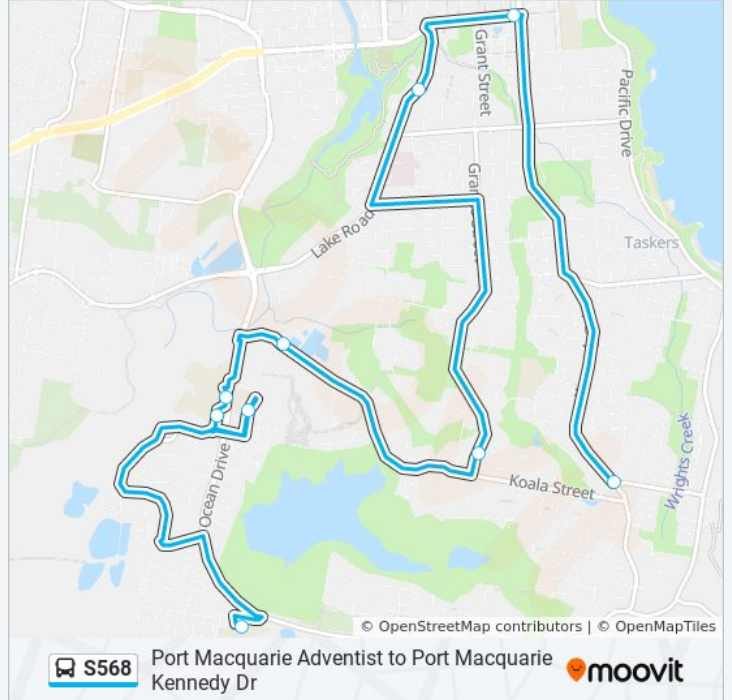 Grant Street
Pacific Drive
Lake Road
Taskers
Ocean Drive
Koala Street
Wrights Creek
© OpenStreetMap contributors | © OpenMapTiles
S568
Port Macquarie Adventist to Port Macquarie
Kennedy Dr
moovit